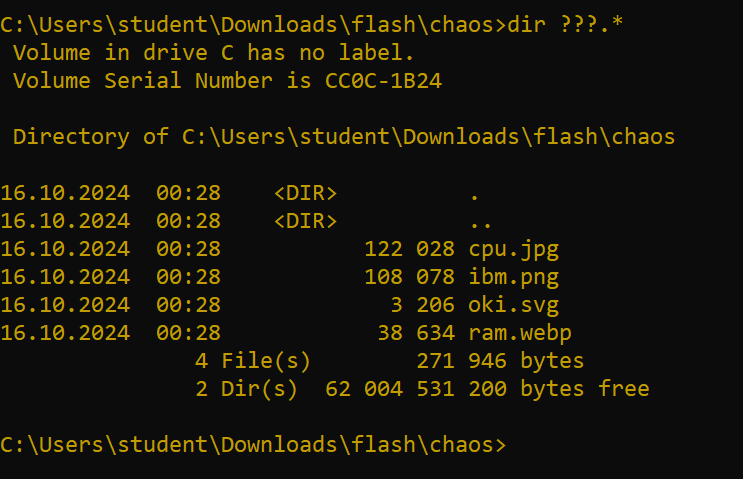 C:\Users\student\Downloads\flash\chaos>dir ???.*
 Volume in drive C has no label.
 Volume Serial Number is CC0C-1B24

 Directory of C:\Users\student\Downloads\flash\chaos

16.10.2024  00:28    <DIR>          .
16.10.2024  00:28    <DIR>          ..
16.10.2024  00:28           122 028 cpu.jpg
16.10.2024  00:28           108 078 ibm.png
16.10.2024  00:28             3 206 oki.svg
16.10.2024  00:28            38 634 ram.webp
               4 File(s)        271 946 bytes
               2 Dir(s)  62 004 531 200 bytes free

C:\Users\student\Downloads\flash\chaos>